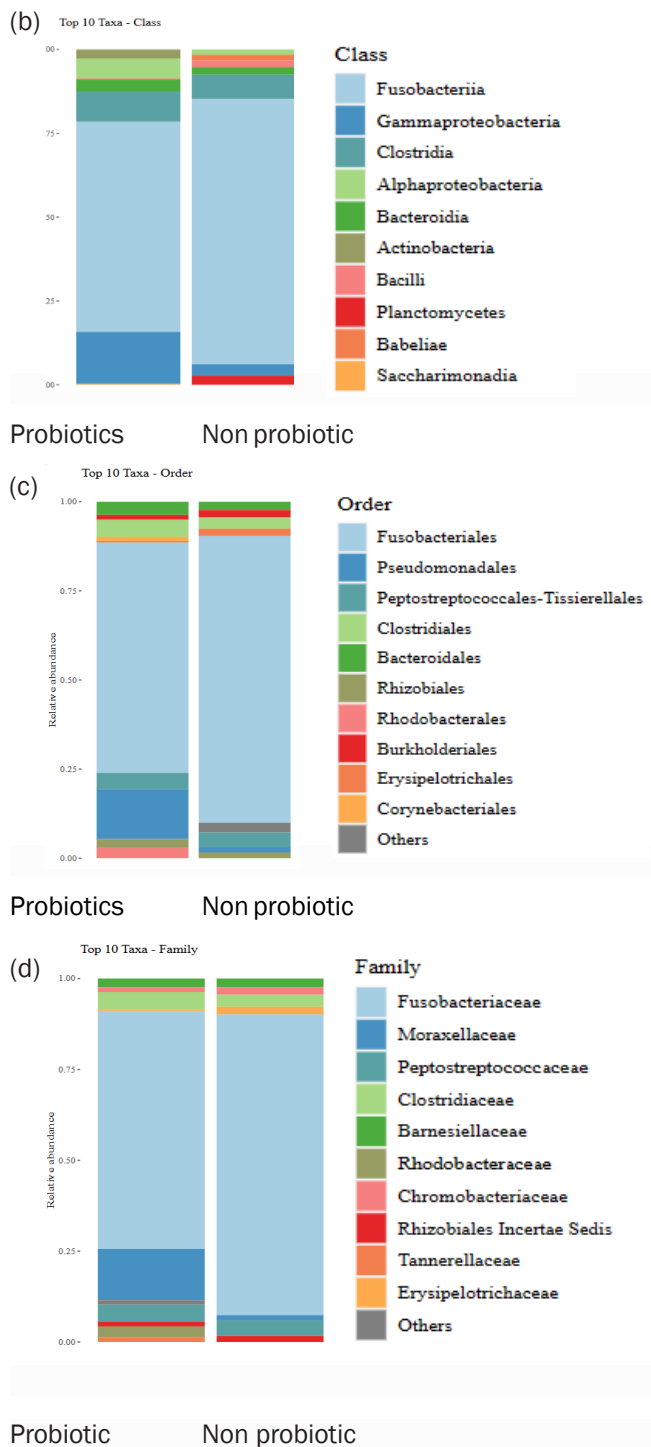 (b)
Top 10 Taxa - Class
00
75
50
25
00
Class
Fusobacteriia
Gammaproteobacteria
Clostridia
Alphaproteobacteria
Bacteroidia
Actinobacteria
Bacilli
Planctomycetes
Babeliae
Saccharimonadia
Probiotics Non probiotic
(c)
Top 10 Taxa - Order
Relative abundance
1.00
0.75
0.50
0.25
0.00
Order
Fusobacteriales
Pseudomonadales
Peptostreptococcales-Tissierellales
Clostridiales
Bacteroidales
Rhizobiales
Rhodobacterales
Burkholderiales
Erysipelotrichales
Corynebacteriales
Others
Probiotics Non probiotic
(d)
Top 10 Taxa - Family
Relative abundance
1.00
0.75
0.50
0.25
0.00
Family
Fusobacteriaceae
Moraxellaceae
Peptostreptococcaceae
Clostridiaceae
Barnesiellaceae
Rhodobacteraceae
Chromobacteriaceae
Rhizobiales Incertae Sedis
Tannerellaceae
Erysipelotrichaceae
Others
Probiotic Non probiotic